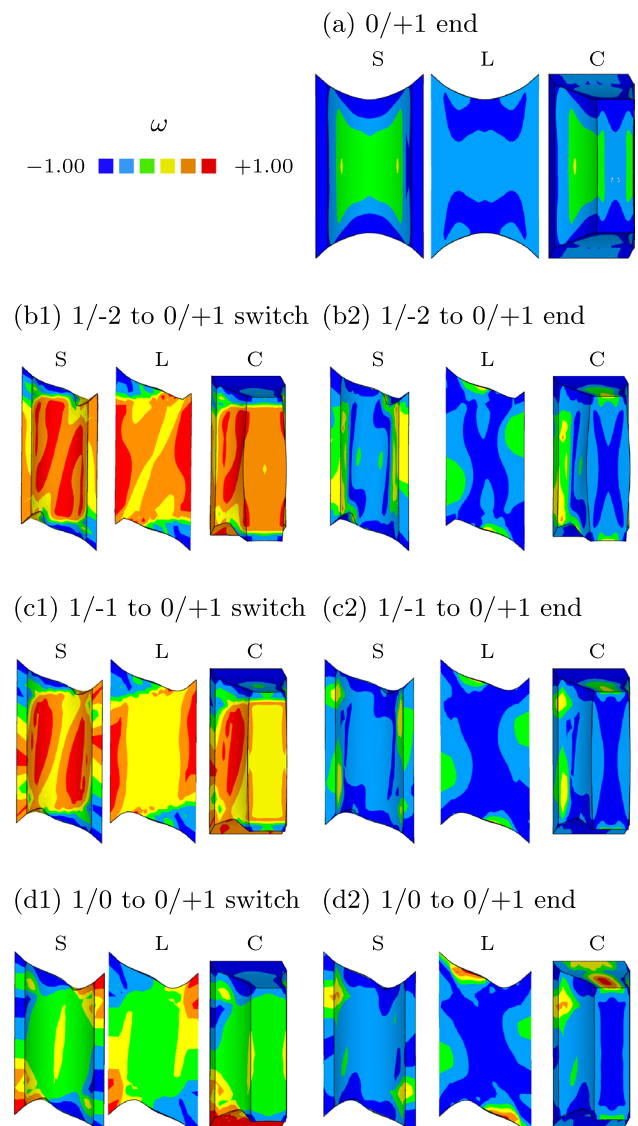 (a) 0/+1 end
S L C
ω
−1.00 +1.00
(b1) 1/-2 to 0/+1 switch
S L C
(b2) 1/-2 to 0/+1 end
S L C
(c1) 1/-1 to 0/+1 switch
S L C
(c2) 1/-1 to 0/+1 end
S L C
(d1) 1/0 to 0/+1 switch
S L C
(d2) 1/0 to 0/+1 end
S L C